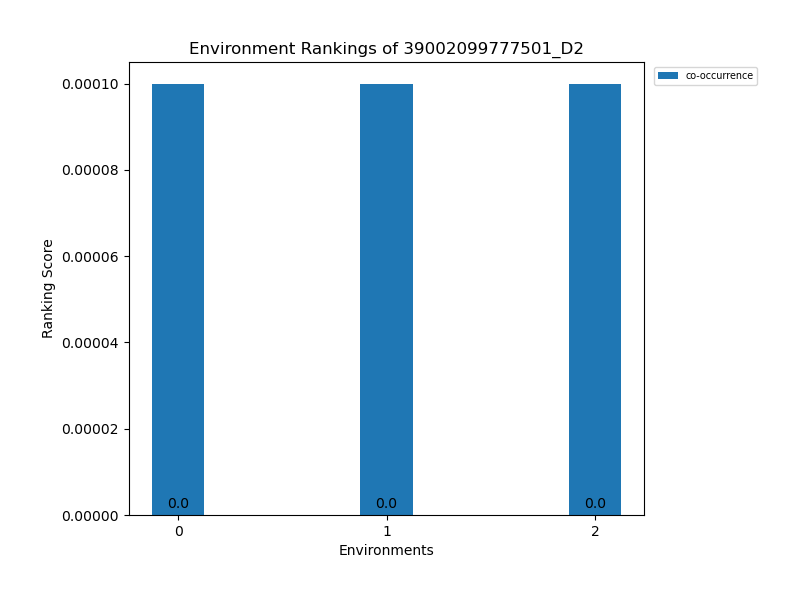 Environment Rankings of 39002099777501_D2
co-occurrence
0.00010
0.00008
0.00006
0.00004
0.00002
0.00000
Ranking Score
0.0 0.0 0.0
0 1 2
Environments